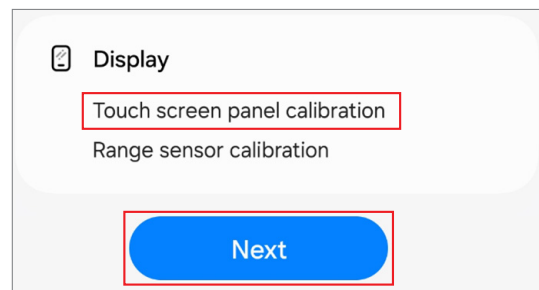 Display
Touch screen panel calibration
Range sensor calibration
Next